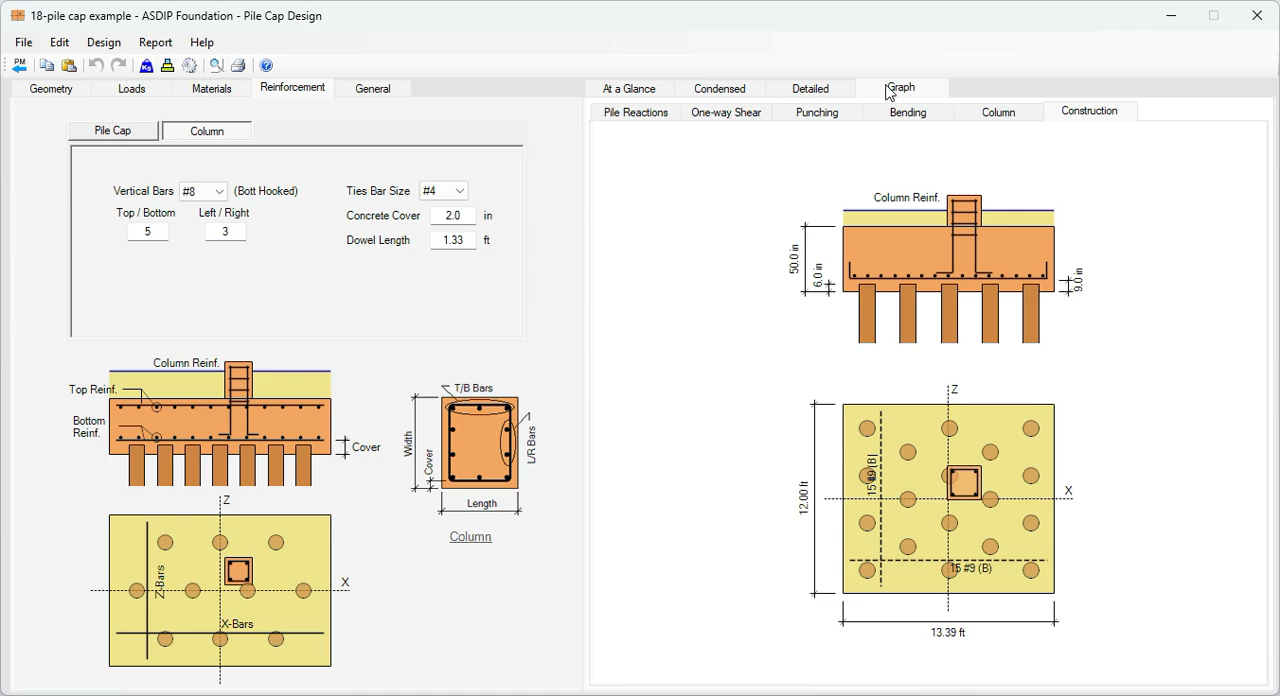 18-pile cap example - ASDIP Foundation - Pile Cap Design
File Edit Design Report Help
PM Kg
Geometry Loads Materials Reinforcement General
At a Glance Condensed Detailed Graph
Pile Reactions One-way Shear Punching Bending Column Construction
Pile Cap Column
Vertical Bars #8 (Bott Hooked)
Top / Bottom Left / Right
5 3
Ties Bar Size #4
Concrete Cover 2.0 in
Dowel Length 1.33 ft
Column Reinf.
Top Reinf.
Bottom
Reinf.
Cover
T/B Bars
Width
Cover
L/R Bars
Length
Column
Z
X
Z-Bars
X-Bars
Column Reinf.
50.0 in
6.0 in
9.0 in
Z
X
15 #9 (B)
12.00 ft
15 #9 (B)
13.39 ft